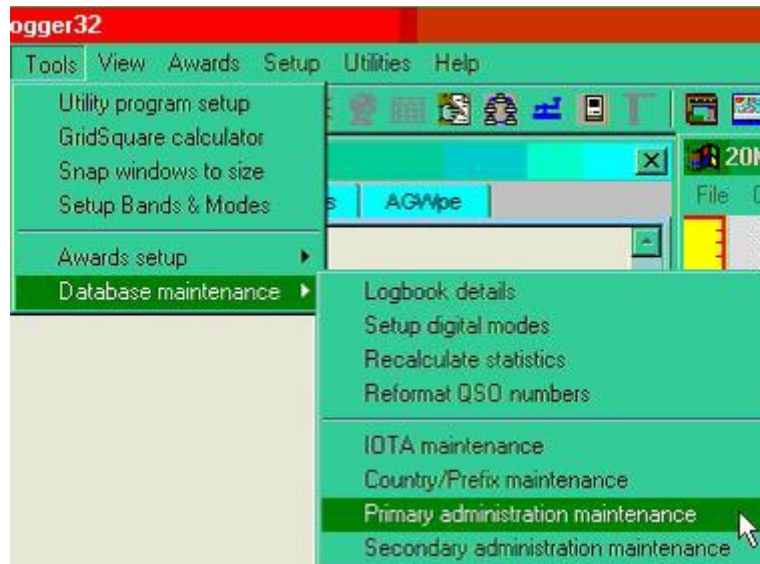 ogger32
Tools View Awards Setup Utilities Help
Utility program setup
GridSquare calculator
Snap windows to size
Setup Bands & Modes
Awards setup
Database maintenance
s AGWpe
20
File
Logbook details
Setup digital modes
Recalculate statistics
Reformat QSO numbers
IOTA maintenance
Country/Prefix maintenance
Primary administration maintenance
Secondary administration maintenance